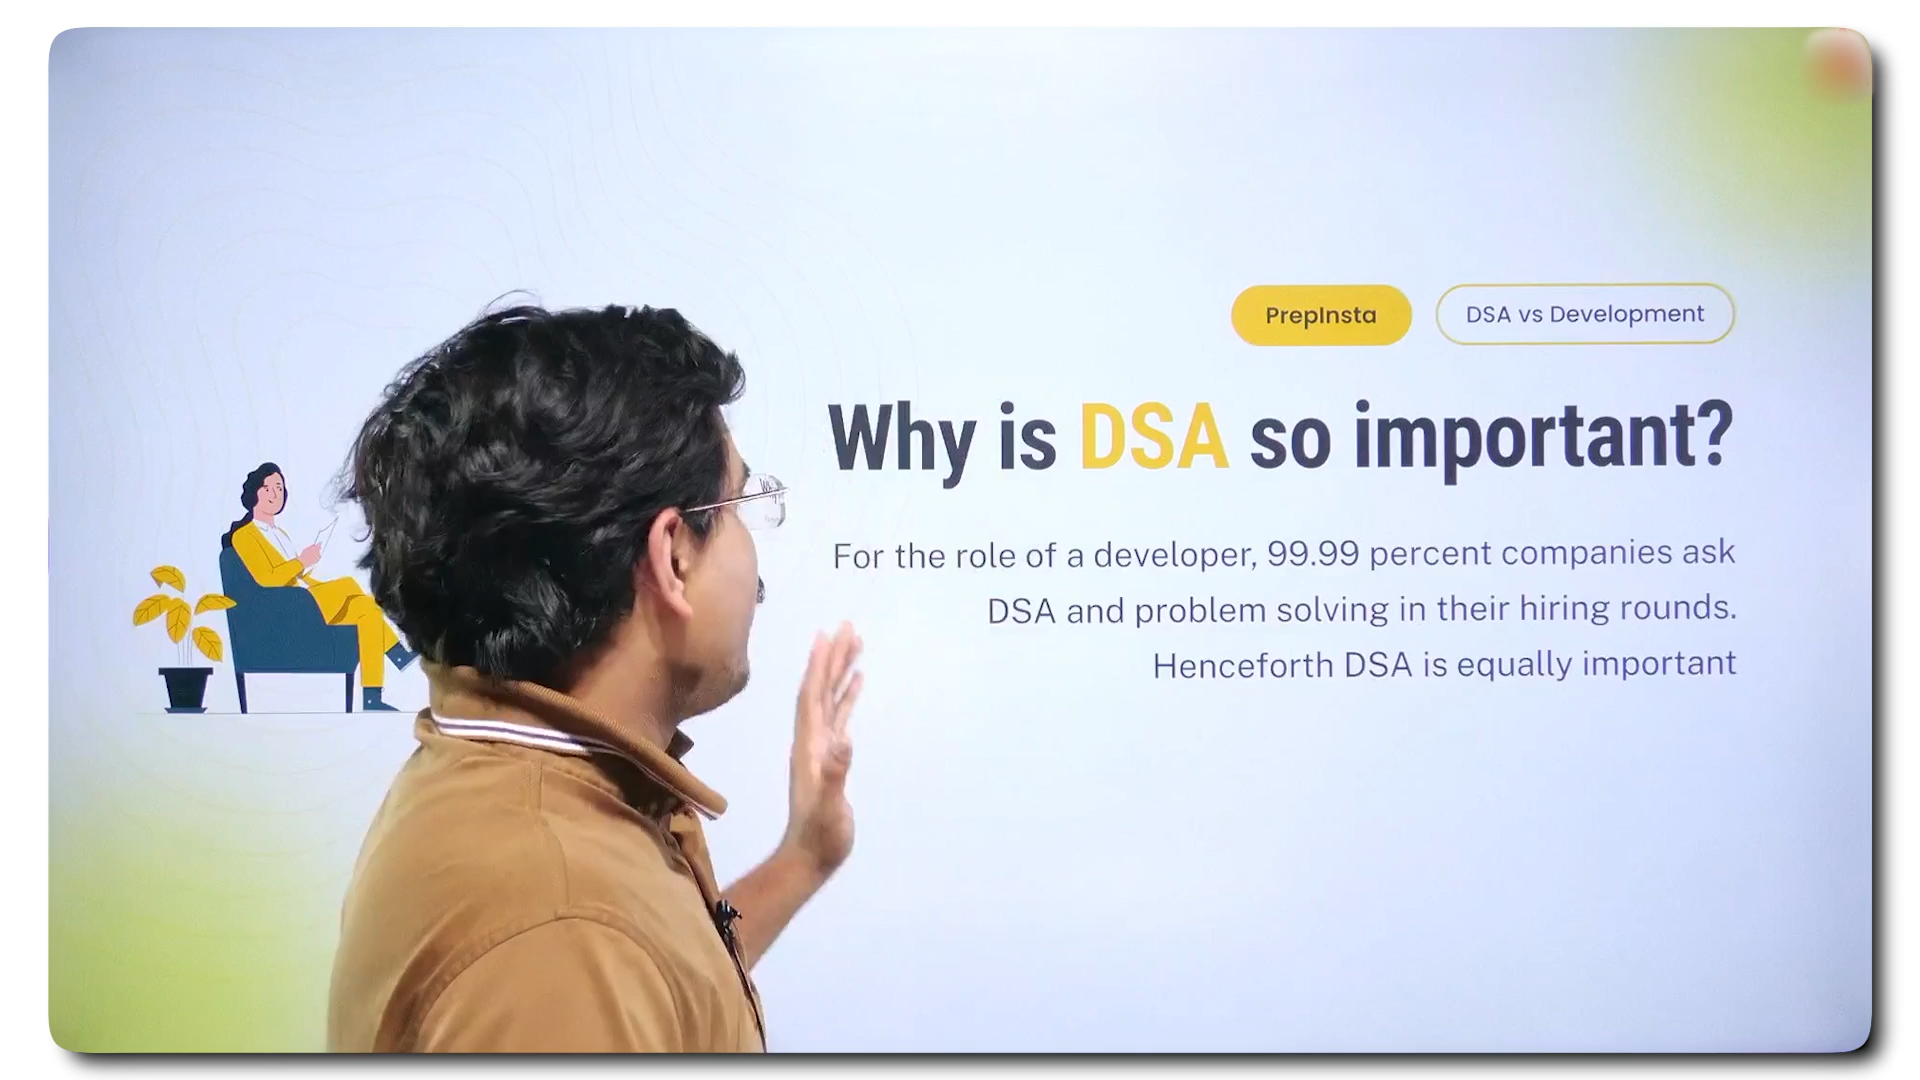 PrepInsta
DSA vs Development
Why is DSA so important?
For the role of a developer, 99.99 percent companies ask
DSA and problem solving in their hiring rounds.
Henceforth DSA is equally important